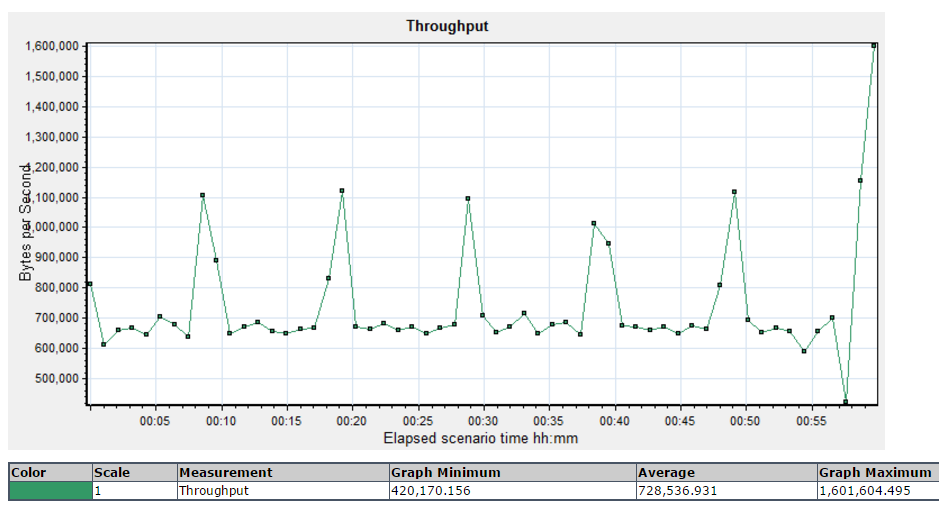 Throughput
1,600,000
1,500,000
1,400,000
1,300,000
1,200,000
1,100,000
1,000,000
900,000
800,000
700,000
600,000
500,000
Bytes per Second
00:05 00:10 00:15 00:20 00:25 00:30 00:35 00:40 00:45 00:50 00:55
Elapsed scenario time hh:mm
Color Scale Measurement Graph Minimum Average Graph Maximum
1 Throughput 420,170.156 728,536.931 1,601,604.495